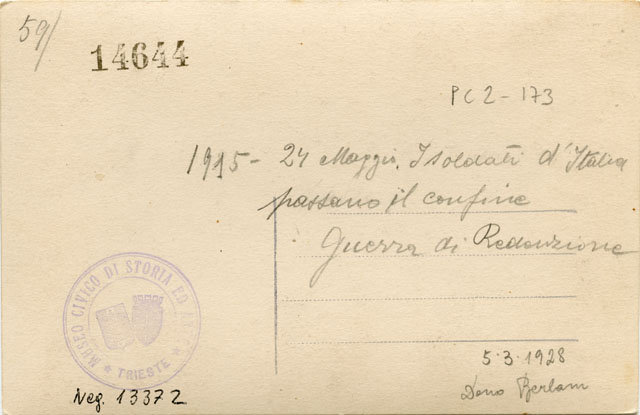 59/
14644
PC2-173
1915 - 24 Maggio. I soldati d'Italia
passano il confine
Guerra di Redenzione
MUSEO CIVICO DI STORIA ED
TRIESTE
5.3.1928
Neg. 13372
Dono Berlam